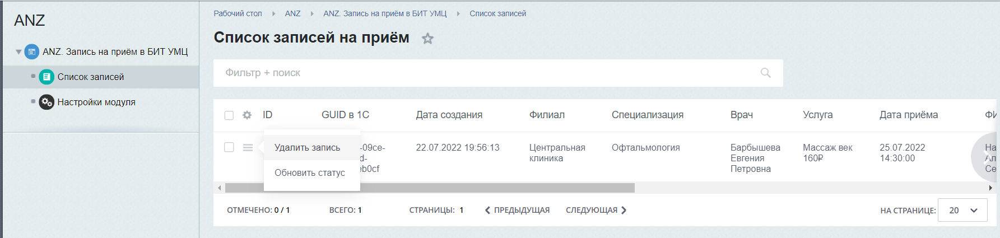 ANZ
ANZ. Запись на приём в БИТ УМЦ
Список записей
Настройки модуля
Рабочий стол ANZ ANZ. Запись на приём в БИТ УМЦ Список записей
Список записей на приём
Фильтр + поиск
ID GUID в 1С Дата создания Филиал Специализация Врач Услуга Дата приёма
Удалить запись
Обновить статус
-09ce-
d-
eb0cf
22.07.2022 19:56:13
Центральная
клиника
Офтальмология
Барбышева
Евгения
Петровна
Массаж век
160₽
25.07.2022
14:30:00
На
Ал
Се
ОТМЕЧЕНО: 0 / 1 ВСЕГО: 1 СТРАНИЦЫ: 1 ПРЕДЫДУЩАЯ СЛЕДУЮЩАЯ НА СТРАНИЦЕ: 20